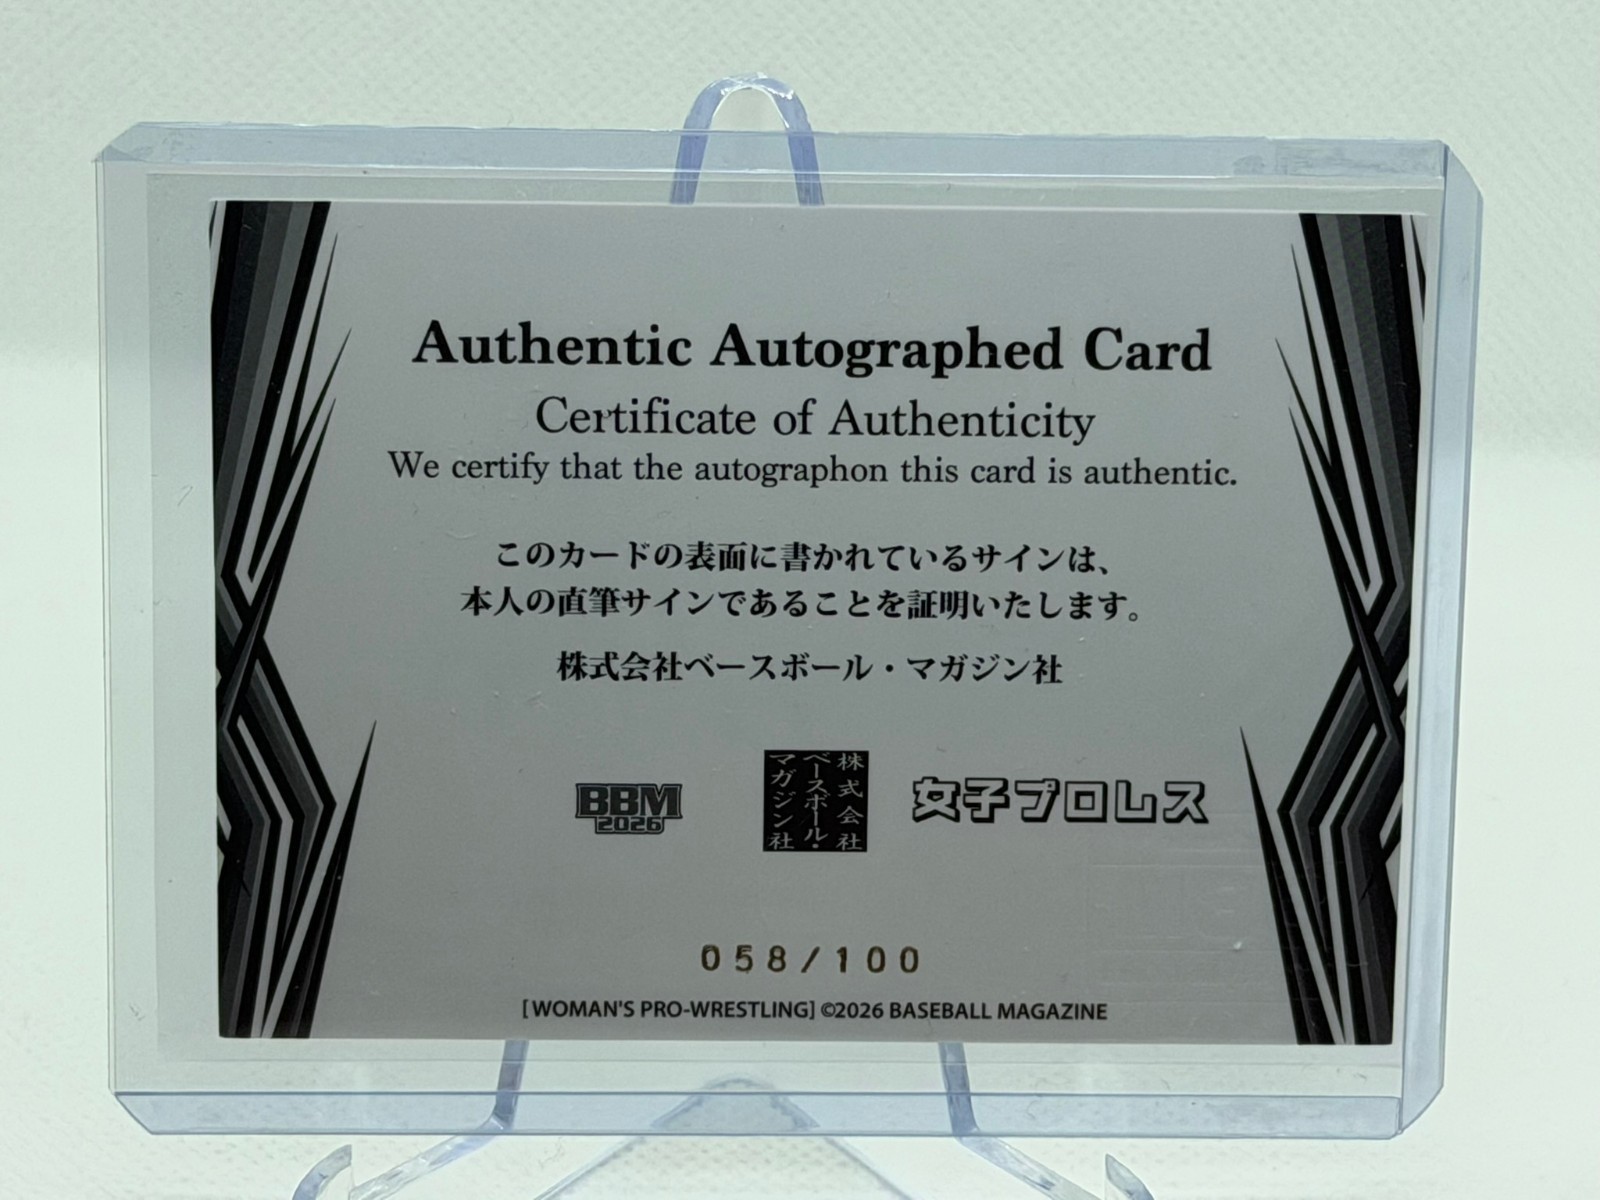 Authentic Autographed Card
Certificate of Authenticity
We certify that the autographon this card is authentic.
このカードの表面に書かれているサインは、
本人の直筆サインであることを証明いたします。
株式会社ベースボール・マガジン社
BBM
2026
株式会社
ベースボール・
マガジン社
女子プロレス
058/100
[WOMAN'S PRO-WRESTLING] ©2026 BASEBALL MAGAZINE